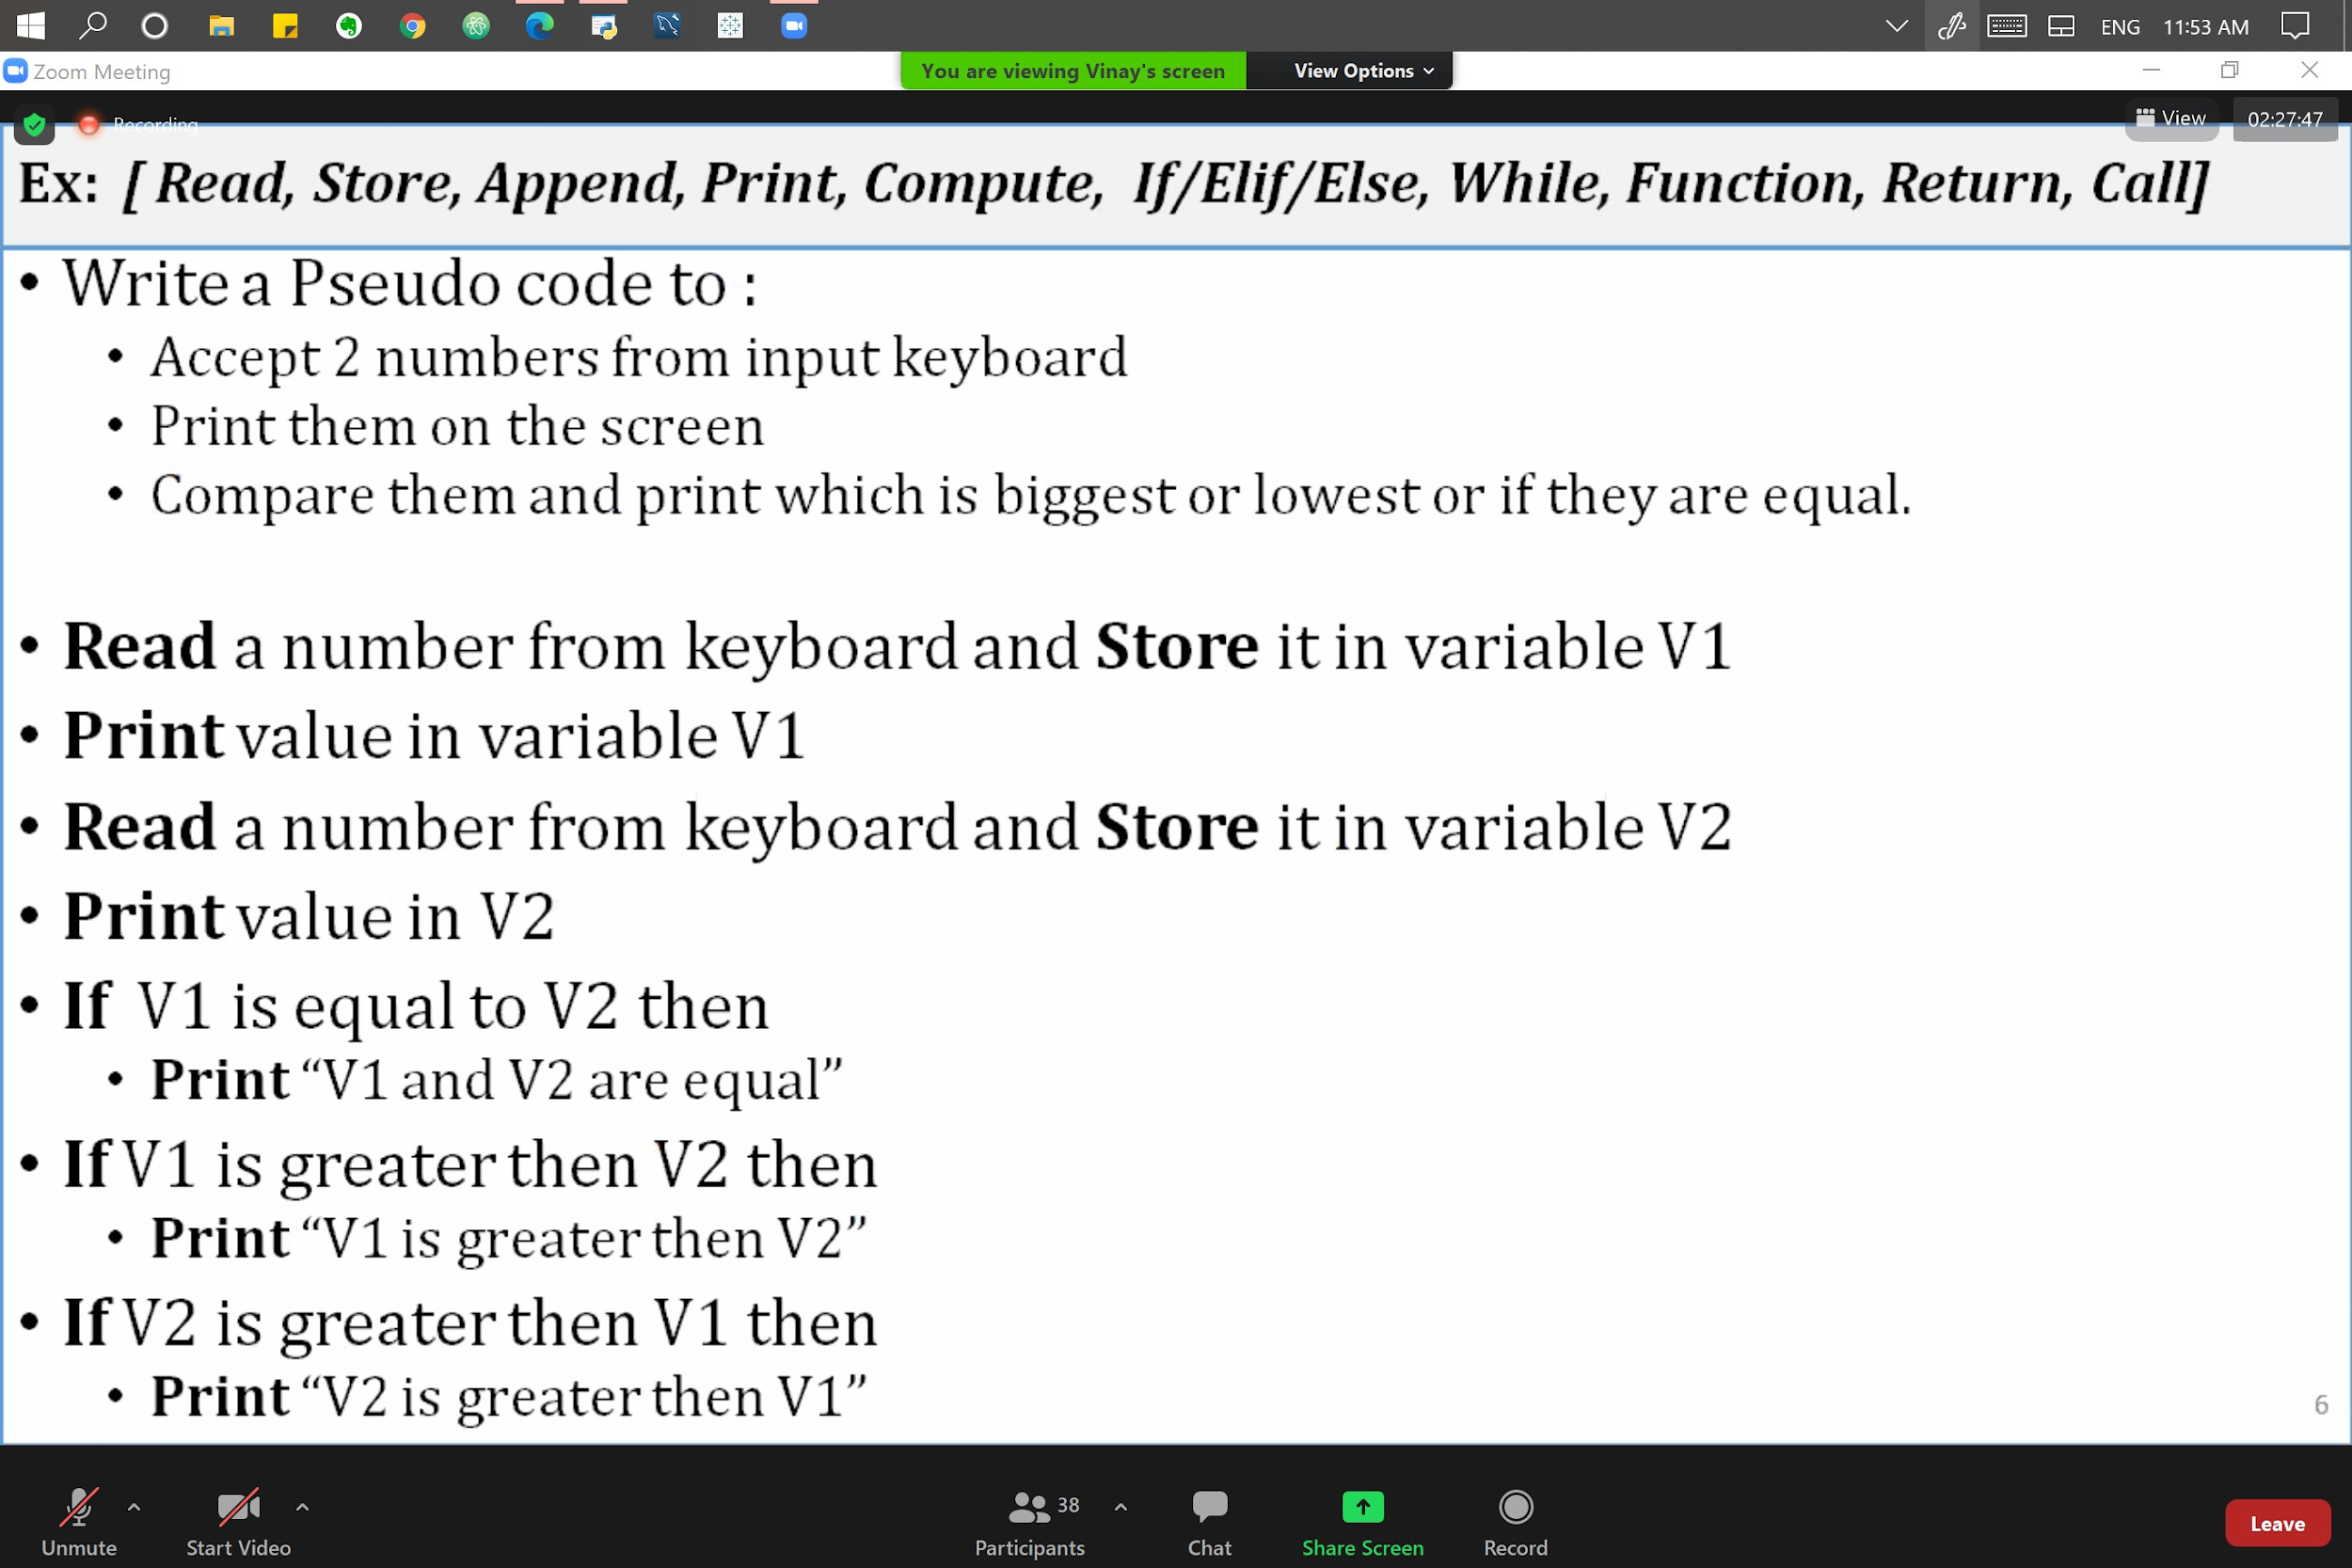 ENG 11:53 AM
Zoom Meeting
You are viewing Vinay's screen View Options
Recording
View 02:27:47
Ex: [ Read, Store, Append, Print, Compute, If/Elif/Else, While, Function, Return, Call]
• Write a Pseudo code to :
• Accept 2 numbers from input keyboard
• Print them on the screen
• Compare them and print which is biggest or lowest or if they are equal.
• Read a number from keyboard and Store it in variable V1
• Print value in variable V1
• Read a number from keyboard and Store it in variable V2
• Print value in V2
• If V1 is equal to V2 then
• Print “V1 and V2 are equal”
• If V1 is greater then V2 then
• Print “V1 is greater then V2”
• If V2 is greater then V1 then
• Print “V2 is greater then V1”
6
38
Unmute Start Video Participants Chat Share Screen Record Leave